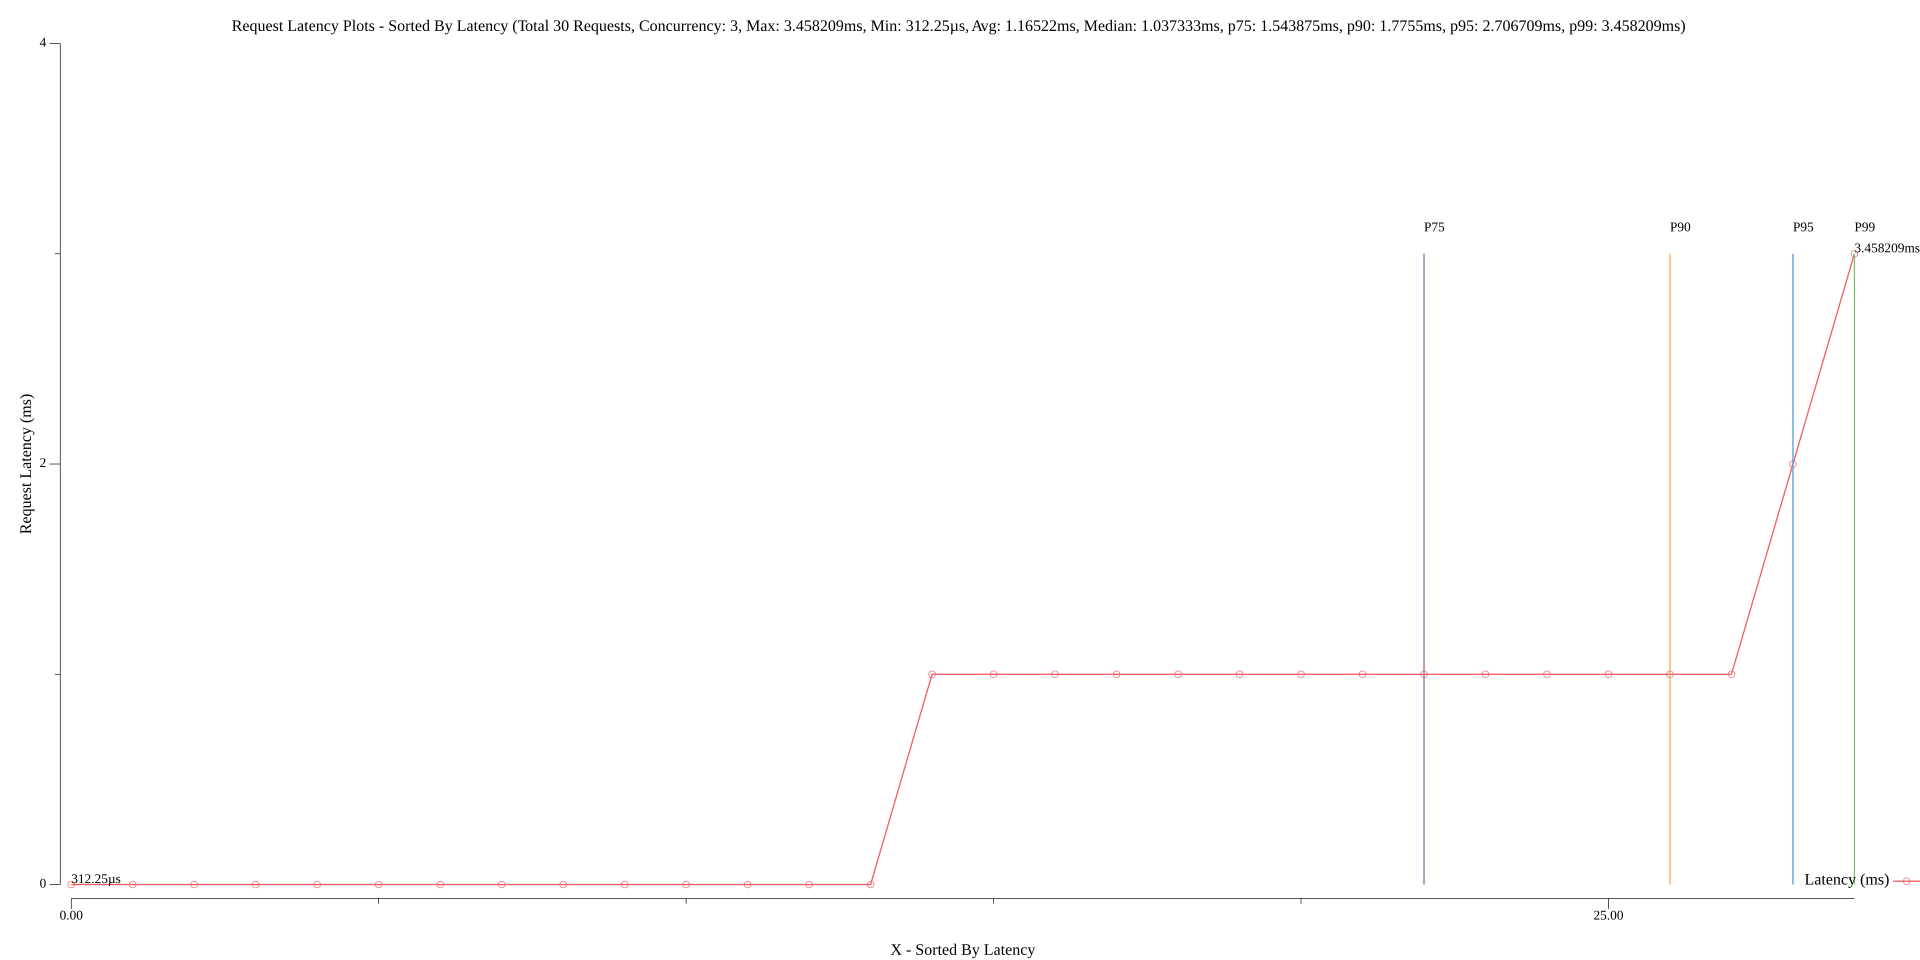 Request Latency Plots - Sorted By Latency (Total 30 Requests, Concurrency: 3, Max: 3.458209ms, Min: 312.25µs, Avg: 1.16522ms, Median: 1.037333ms, p75: 1.543875ms, p90: 1.7755ms, p95: 2.706709ms, p99: 3.458209ms)
4
P75 P90 P95 P99
3.458209ms
Request Latency (ms)
2
0
312.25µs
Latency (ms)
0.00 25.00
X - Sorted By Latency